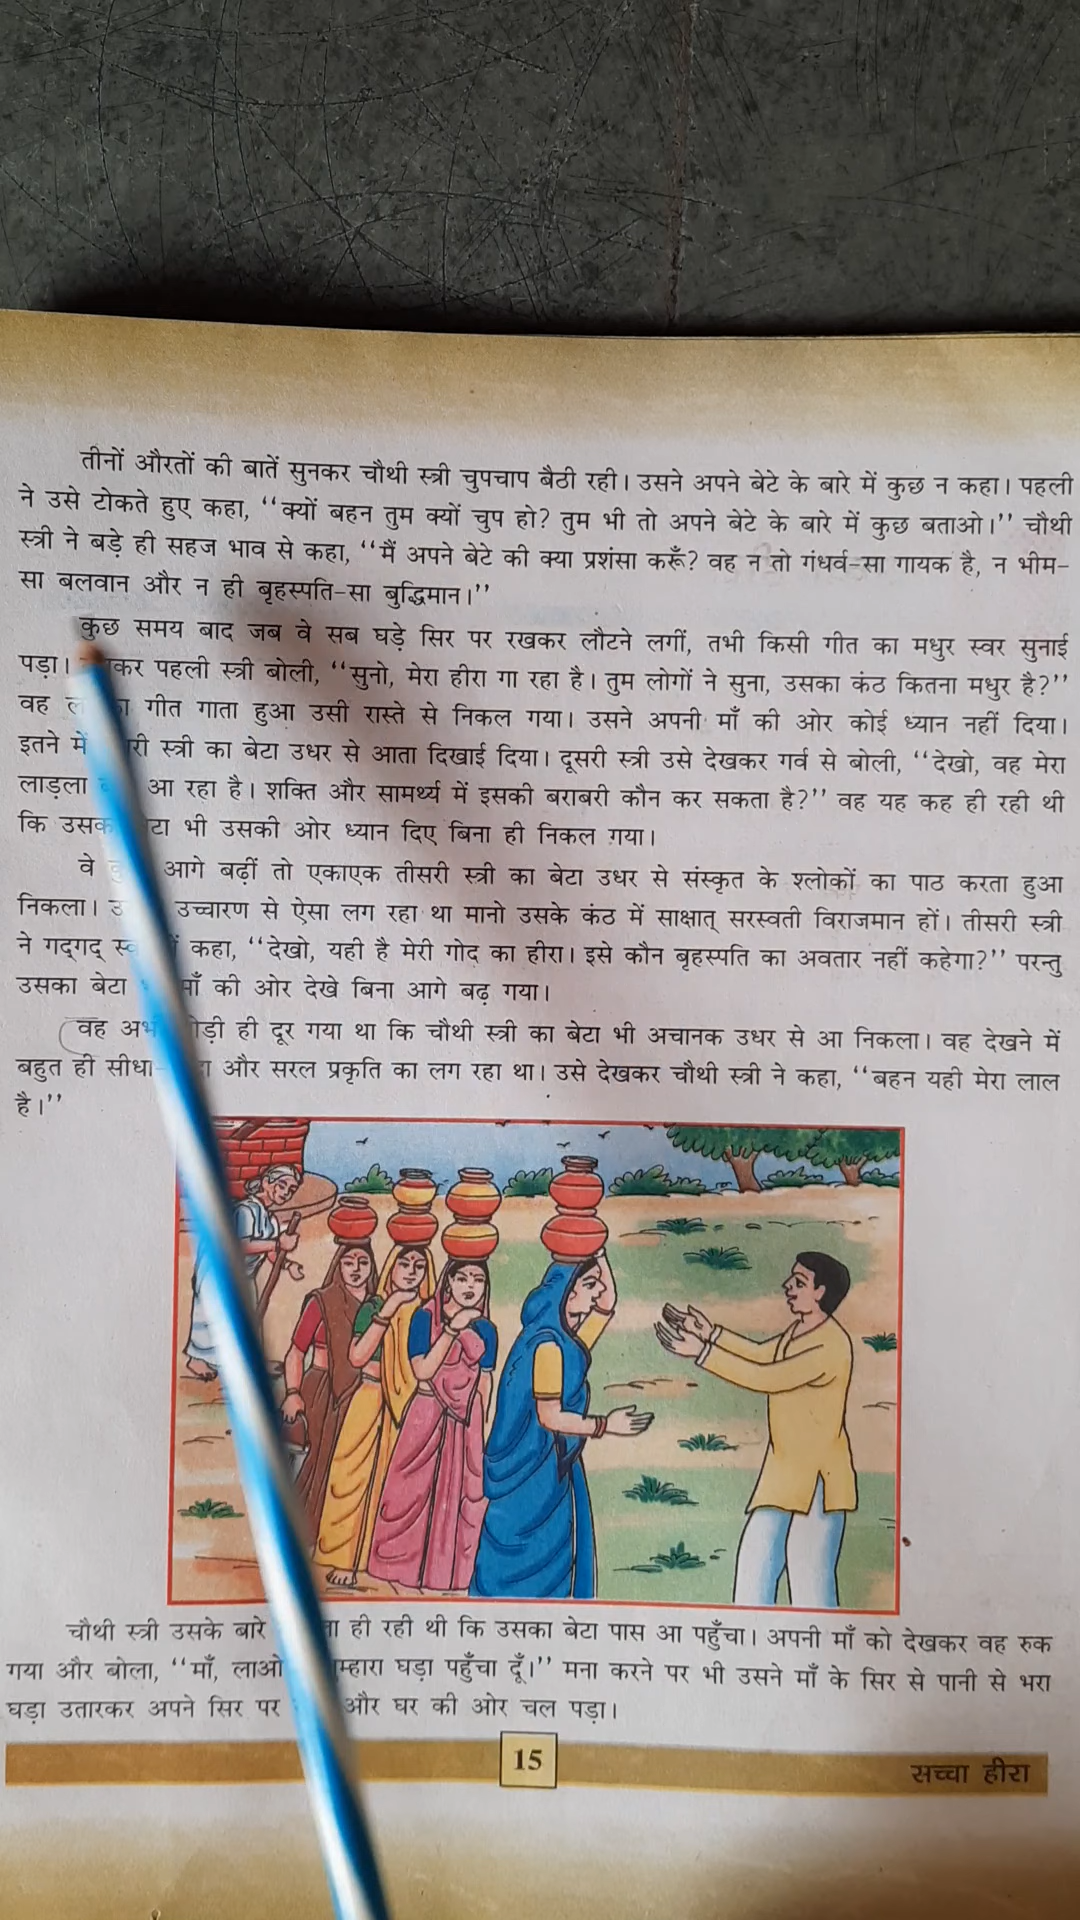 तीनों औरतों की बातें सुनकर चौथी स्त्री चुपचाप बैठी रही। उसने अपने बेटे के बारे में कुछ न कहा। पहली
ने उसे टोकते हुए कहा, ‘‘क्यों बहन तुम क्यों चुप हो? तुम भी तो अपने बेटे के बारे में कुछ बताओ।’’ चौथी
स्त्री ने बड़े ही सहज भाव से कहा, ‘‘मैं अपने बेटे की क्या प्रशंसा करूँ? वह न तो गंधर्व-सा गायक है, न भीम-
सा बलवान और न ही बृहस्पति-सा बुद्धिमान।’’
कुछ समय बाद जब वे सब घड़े सिर पर रखकर लौटने लगीं, तभी किसी गीत का मधुर स्वर सुनाई
पड़ा। पहली स्त्री बोली, ‘‘सुनो, मेरा हीरा गा रहा है। तुम लोगों ने सुना, उसका कंठ कितना मधुर है?’’
वह गीत गाता हुआ उसी रास्ते से निकल गया। उसने अपनी माँ की ओर कोई ध्यान नहीं दिया।
इतने में स्त्री का बेटा उधर से आता दिखाई दिया। दूसरी स्त्री उसे देखकर गर्व से बोली, ‘‘देखो, वह मेरा
लाड़ला आ रहा है। शक्ति और सामर्थ्य में इसकी बराबरी कौन कर सकता है?’’ वह यह कह ही रही थी
कि भी उसकी ओर ध्यान दिए बिना ही निकल गया।
वे आगे बढ़ीं तो एकाएक तीसरी स्त्री का बेटा उधर से संस्कृत के श्लोकों का पाठ करता हुआ
निकला। उच्चारण से ऐसा लग रहा था मानो उसके कंठ में साक्षात् सरस्वती विराजमान हों। तीसरी स्त्री
ने गद्‌गद् कहा, ‘‘देखो, यही है मेरी गोद का हीरा। इसे कौन बृहस्पति का अवतार नहीं कहेगा?’’ परन्तु
उसका बेटा माँ की ओर देखे बिना आगे बढ़ गया।
वह ही दूर गया था कि चौथी स्त्री का बेटा भी अचानक उधर से आ निकला। वह देखने में
बहुत ही और सरल प्रकृति का लग रहा था। उसे देखकर चौथी स्त्री ने कहा, ‘‘बहन यही मेरा लाल
है।’’
चौथी स्त्री उसके बारे ही रही थी कि उसका बेटा पास आ पहुँचा। अपनी माँ को देखकर वह रुक
गया और बोला, ‘‘माँ, लाओ घड़ा पहुँचा दूँ।’’ मना करने पर भी उसने माँ के सिर से पानी से भरा
घड़ा उतारकर अपने सिर पर और घर की ओर चल पड़ा।
15
सच्चा हीरा